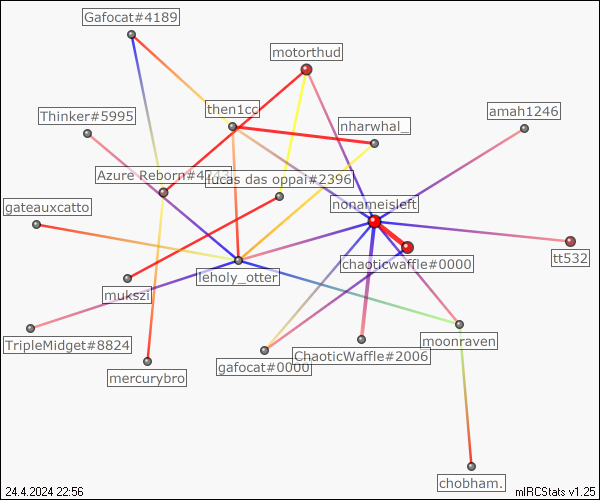 Gafocat#4189
motorthud
then1cc
amah1246
Thinker#5995
nharwhal_
Azure Reborn#4243
lucas das oppai#2396
nonameisleft
gateauxcatto
chaoticwaffle#0000
tt532
leholy_otter
mukszi
TripleMidget#8824
moonraven
ChaoticWaffle#2006
gafocat#0000
mercurybro
chobham.
24.4.2024 22:56
mIRCStats v1.25